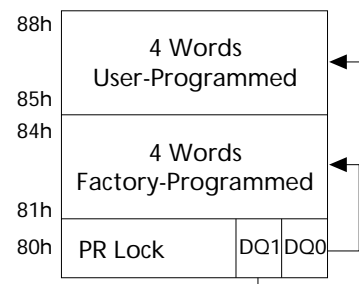 88h
4 Words
User-Programmed
85h
84h
4 Words
Factory-Programmed
81h
80h PR Lock DQ1 DQ0